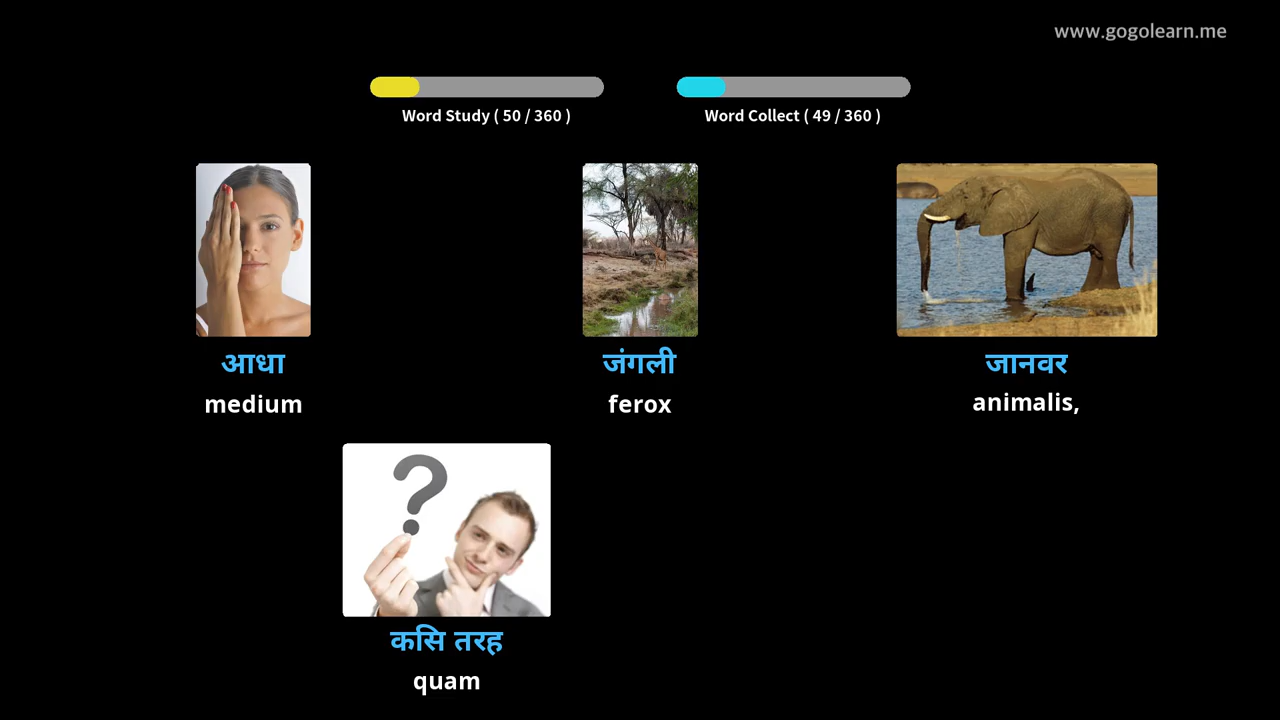 www.gogolearn.me
Word Study ( 50 / 360 )
Word Collect ( 49 / 360 )
आधा
जंगली
जानवर
medium
ferox
animalis,
कसि तरह
quam